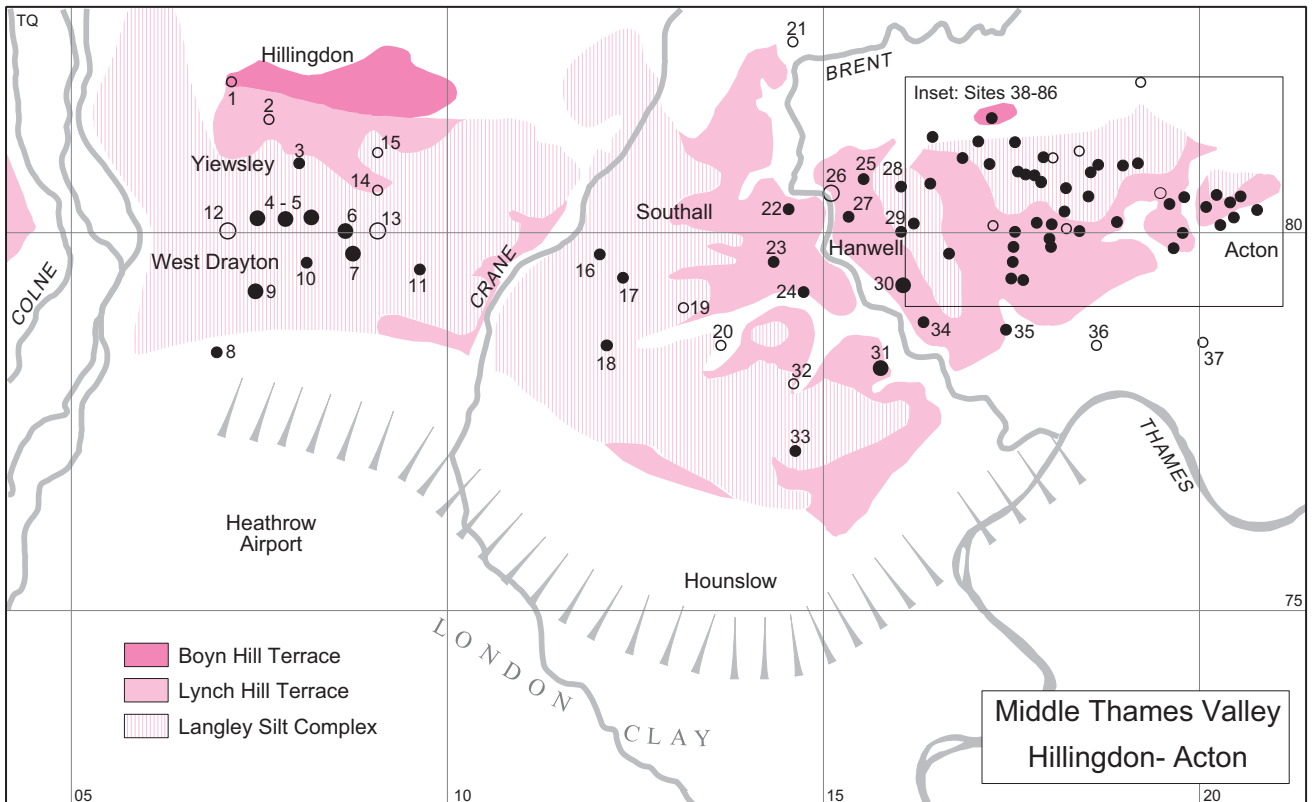 TQ
21
Hillingdon
BRENT
1
2
Inset: Sites 38-86
15
Yiewsley
3
14
25
28
26
4 - 5
12
6
13
Southall
22
27
29
80
Hanwell
Acton
West Drayton
10
7
11
16
23
COLNE
CRANE
9
17
24
30
19
34
35
36
37
8
18
20
31
32
THAMES
33
Heathrow
Airport
Hounslow
75
LONDON
CLAY
Boyn Hill Terrace
Lynch Hill Terrace
Langley Silt Complex
Middle Thames Valley
Hillingdon- Acton
05
10
15
20